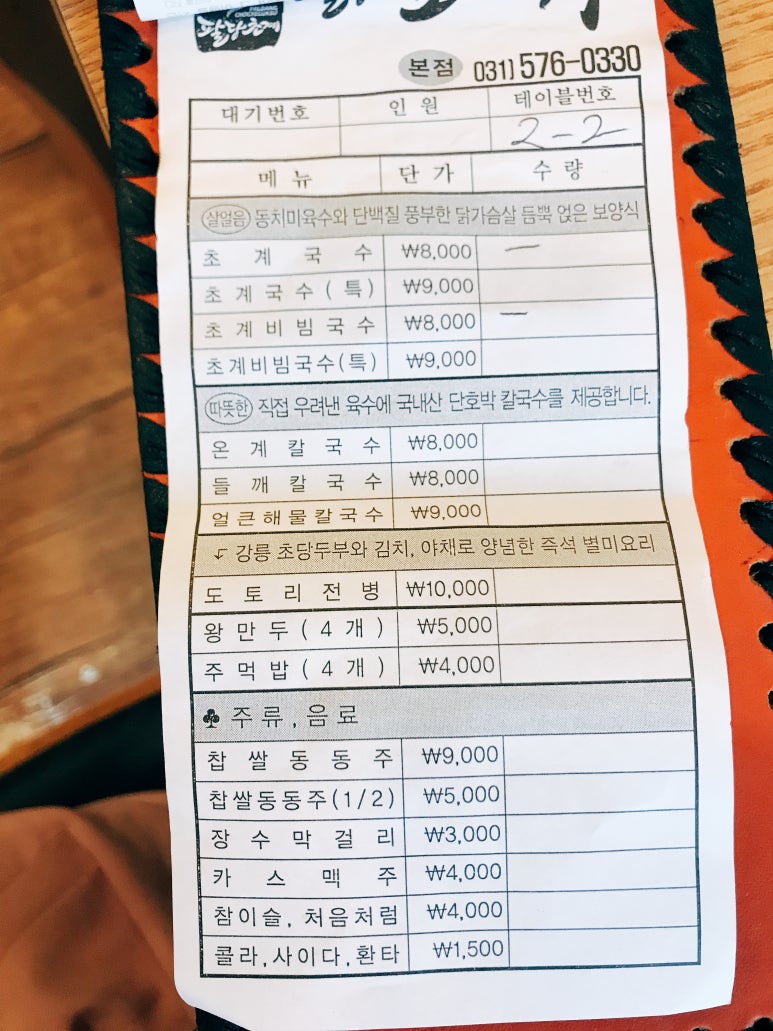 팔당초계
본점 031) 576-0330
대기번호 인원 테이블번호
2-2
메뉴 단가 수량
살얼음 동치미육수와 단백질 풍부한 닭가슴살 듬뿍 얹은 보양식
초계국수 ₩8,000 一
초계국수(특) ₩9,000
초계비빔국수 ₩8,000 一
초계비빔국수(특) ₩9,000
따뜻한 직접 우려낸 육수에 국내산 단호박 칼국수를 제공합니다.
온계칼국수 ₩8,000
들깨칼국수 ₩8,000
얼큰해물칼국수 ₩9,000
강릉 초당두부와 김치, 야채로 양념한 즉석 별미요리
도토리전병 ₩10,000
왕만두(4개) ₩5,000
주먹밥(4개) ₩4,000
♣ 주류, 음료
찹쌀동동주 ₩9,000
찹쌀동동주(1/2) ₩5,000
장수막걸리 ₩3,000
카스맥주 ₩4,000
참이슬, 처음처럼 ₩4,000
콜라,사이다,환타 ₩1,500